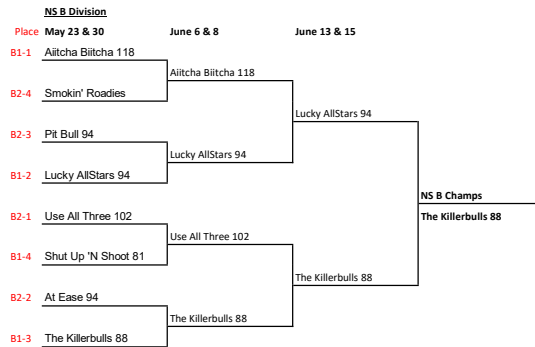 NS B Division
Place May 23 & 30 June 6 & 8 June 13 & 15
B1-1 Aiitcha Biitcha 118
Aiitcha Biitcha 118
B2-4 Smokin' Roadies
Lucky AllStars 94
B2-3 Pit Bull 94
Lucky AllStars 94
B1-2 Lucky AllStars 94
NS B Champs
B2-1 Use All Three 102
The Killerbulls 88
Use All Three 102
B1-4 Shut Up 'N Shoot 81
The Killerbulls 88
B2-2 At Ease 94
The Killerbulls 88
B1-3 The Killerbulls 88